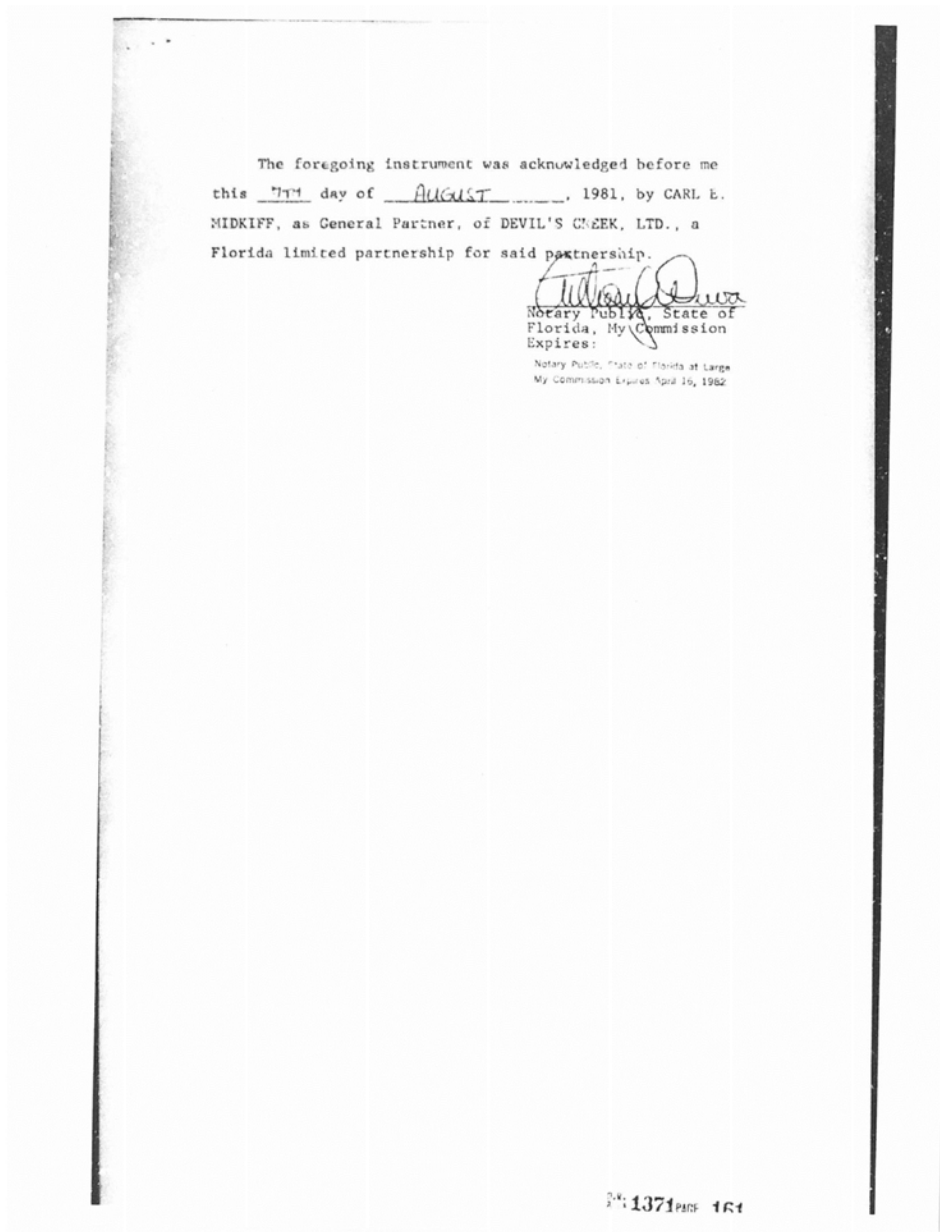 The foregoing instrument was acknowledged before me
this 7TH day of AUGUST, 1981, by CARL E.
MIDKIFF, as General Partner, of DEVIL'S CREEK, LTD., a
Florida limited partnership for said partnership.
Notary Public, State of
Florida, My Commission
Expires:
Notary Public, State of Florida at Large
My Commission Expires April 16, 1982
1371 PAGE 161